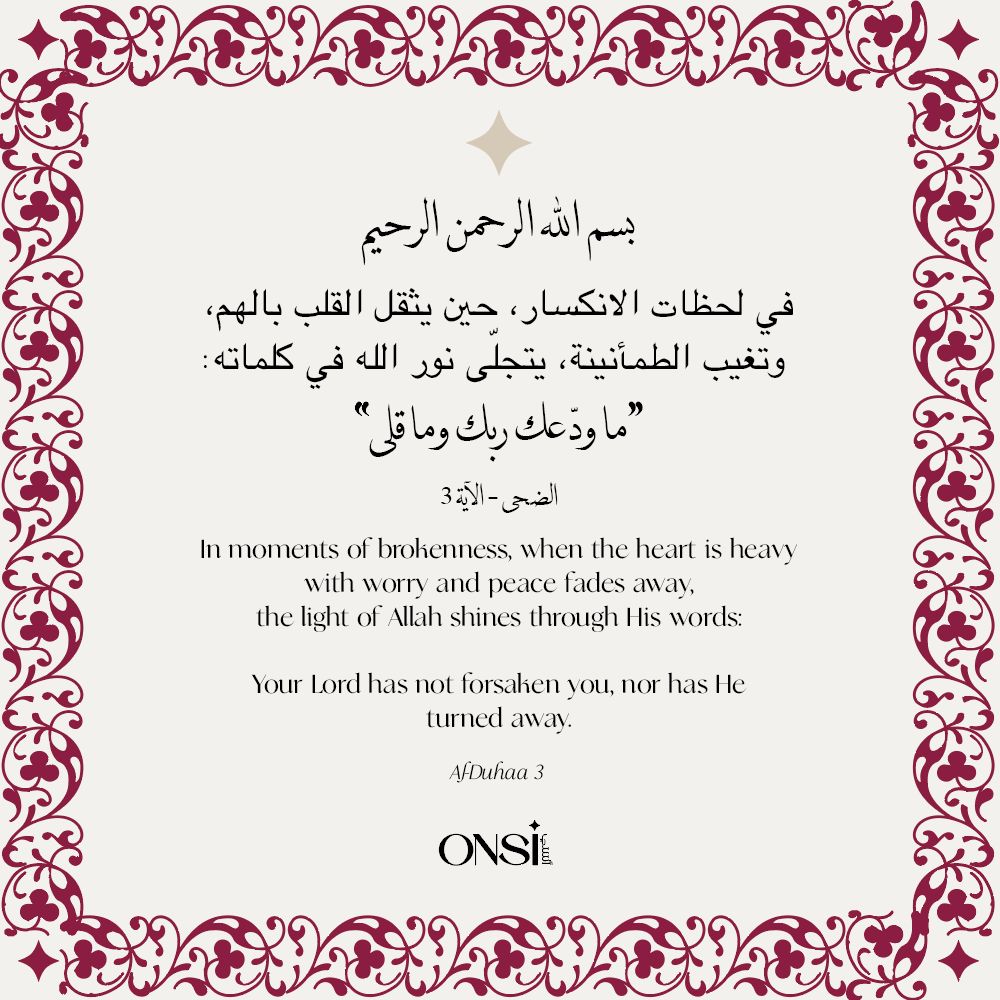 بسم الله الرحمن الرحيم
في لحظات الانكسار، حين يثقل القلب بالهم،
وتغيب الطمأنينة، يتجلّى نور الله في كلماته:
”ما ودّعك ربك وما قلى“
الضحى - الآية 3
In moments of brokenness, when the heart is heavy
with worry and peace fades away,
the light of Allah shines through His words:
Your Lord has not forsaken you, nor has He
turned away.
Al-Duhaa 3
ONSi